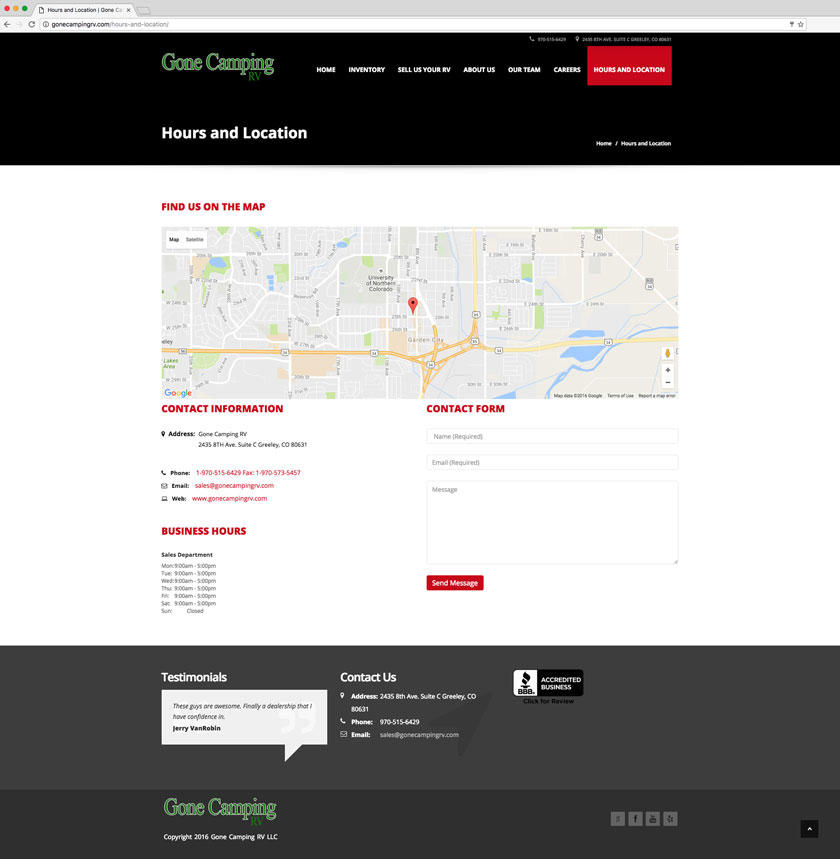 Hours and Location | Gone Ca
gonecampingrv.com/hours-and-location/
970-515-6429 2435 8TH AVE. SUITE C GREELEY, CO 80631
Gone Camping
RV
HOME INVENTORY SELL US YOUR RV ABOUT US OUR TEAM CAREERS HOURS AND LOCATION
Hours and Location
Home / Hours and Location
FIND US ON THE MAP
Map Satellite
University
of Northern
Colorado
Garden City
Google
Map data ©2016 Google Terms of Use Report a map error
CONTACT INFORMATION
Address: Gone Camping RV
2435 8TH Ave. Suite C Greeley, CO 80631
Phone: 1-970-515-6429 Fax: 1-970-573-5457
Email: sales@gonecampingrv.com
Web: www.gonecampingrv.com
BUSINESS HOURS
Sales Department
Mon: 9:00am - 5:00pm
Tue: 9:00am - 5:00pm
Wed: 9:00am - 5:00pm
Thu: 9:00am - 5:00pm
Fri: 9:00am - 5:00pm
Sat: 9:00am - 5:00pm
Sun: Closed
CONTACT FORM
Name (Required)
Email (Required)
Message
Send Message
Testimonials
These guys are awesome. Finally a dealership that I
have confidence in.
Jerry VanRobin
Contact Us
Address: 2435 8th Ave. Suite C Greeley, CO
80631
Phone: 970-515-6429
Email: sales@gonecampingrv.com
BBB.
ACCREDITED
BUSINESS
Click for Review
Gone Camping
RV
Copyright 2016 Gone Camping RV LLC